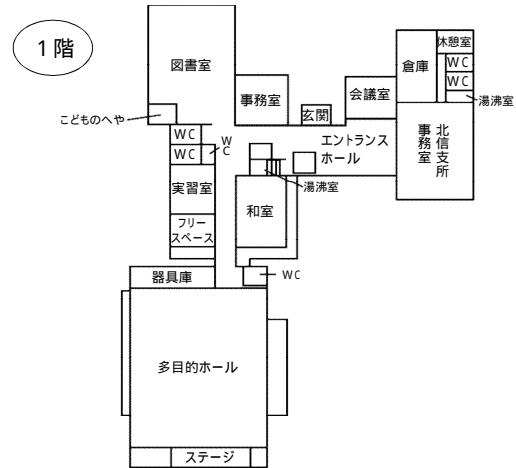 1階
図書室
こどものへや
事務室
玄関
会議室
倉庫
休憩室
WC
WC
湯沸室
北信支所
事務室
エントランス
ホール
WC
WC
WC
湯沸室
実習室
和室
フリー
スペース
器具庫
WC
多目的ホール
ステージ